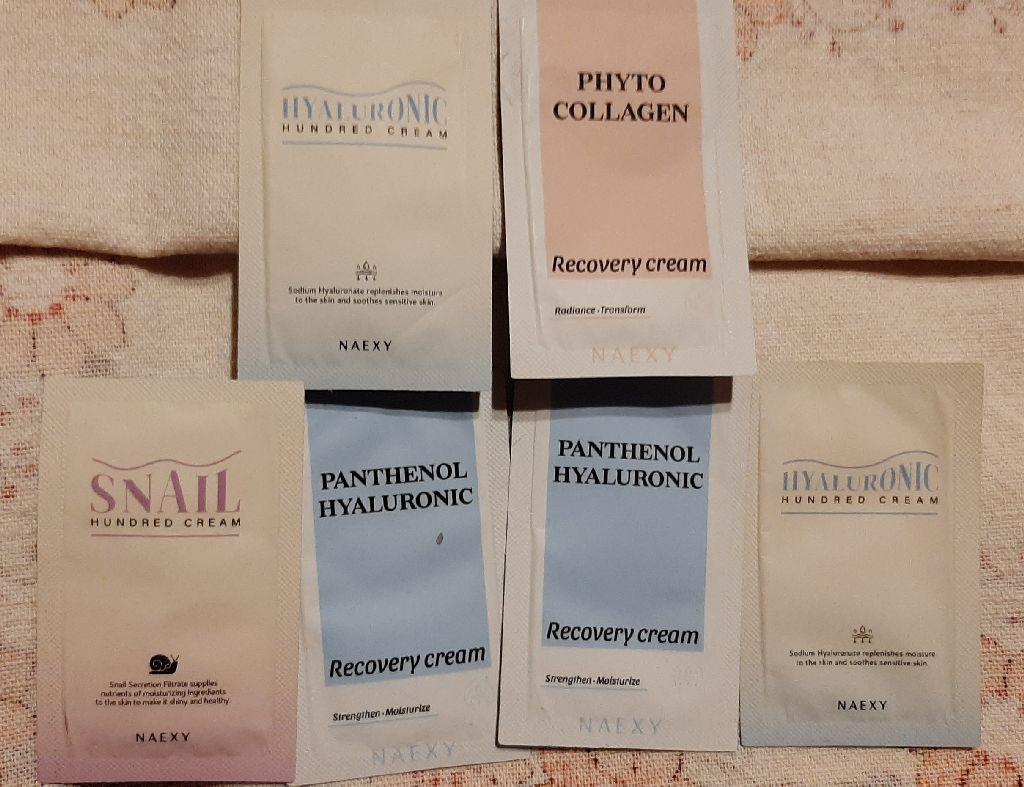 HYALURONIC
HUNDRED CREAM
Sodium Hyaluronate replenishes moisture
to the skin and soothes sensitive skin.
NAEXY
PHYTO
COLLAGEN
Recovery cream
Radiance · Transform
NAEXY
SNAIL
HUNDRED CREAM
Snail Secretion Filtrate supplies
nutrients of moisturizing ingredients
to the skin to make it shiny and healthy.
NAEXY
PANTHENOL
HYALURONIC
Recovery cream
Strengthen · Moisturize
NAEXY
PANTHENOL
HYALURONIC
Recovery cream
Strengthen · Moisturize
NAEXY
HYALURONIC
HUNDRED CREAM
Sodium Hyaluronate replenishes moisture
to the skin and soothes sensitive skin.
NAEXY